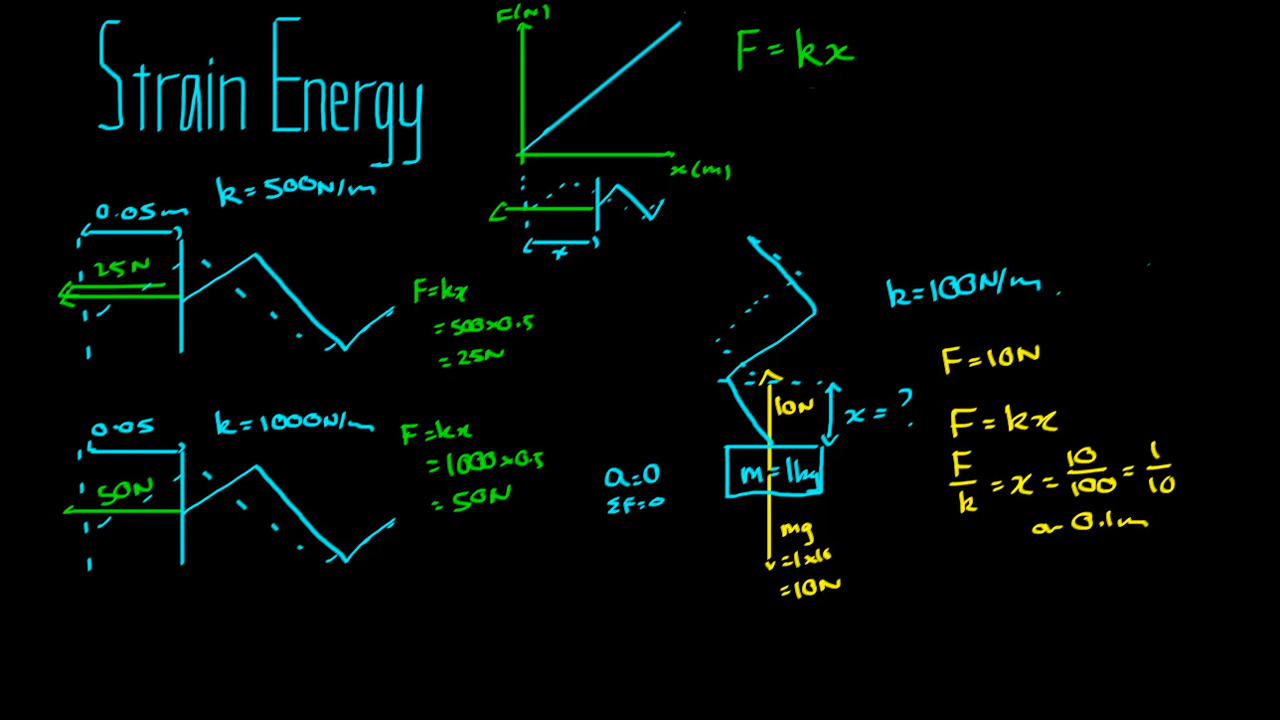 Strain Energy
F(N)
x(m)
x
F=kx
k=500N/m
0.05m
25N
F=kx
=500×0.5
=25N
k=1000N/m
0.05
50N
F=kx
=1000×0.5
=50N
a=0
ΣF=0
10N
x=?
m=1kg
mg
=1×10
=10N
k=100N/m.
F=10N
F=kx
F/k=x=10/100=1/10
or 0.1m